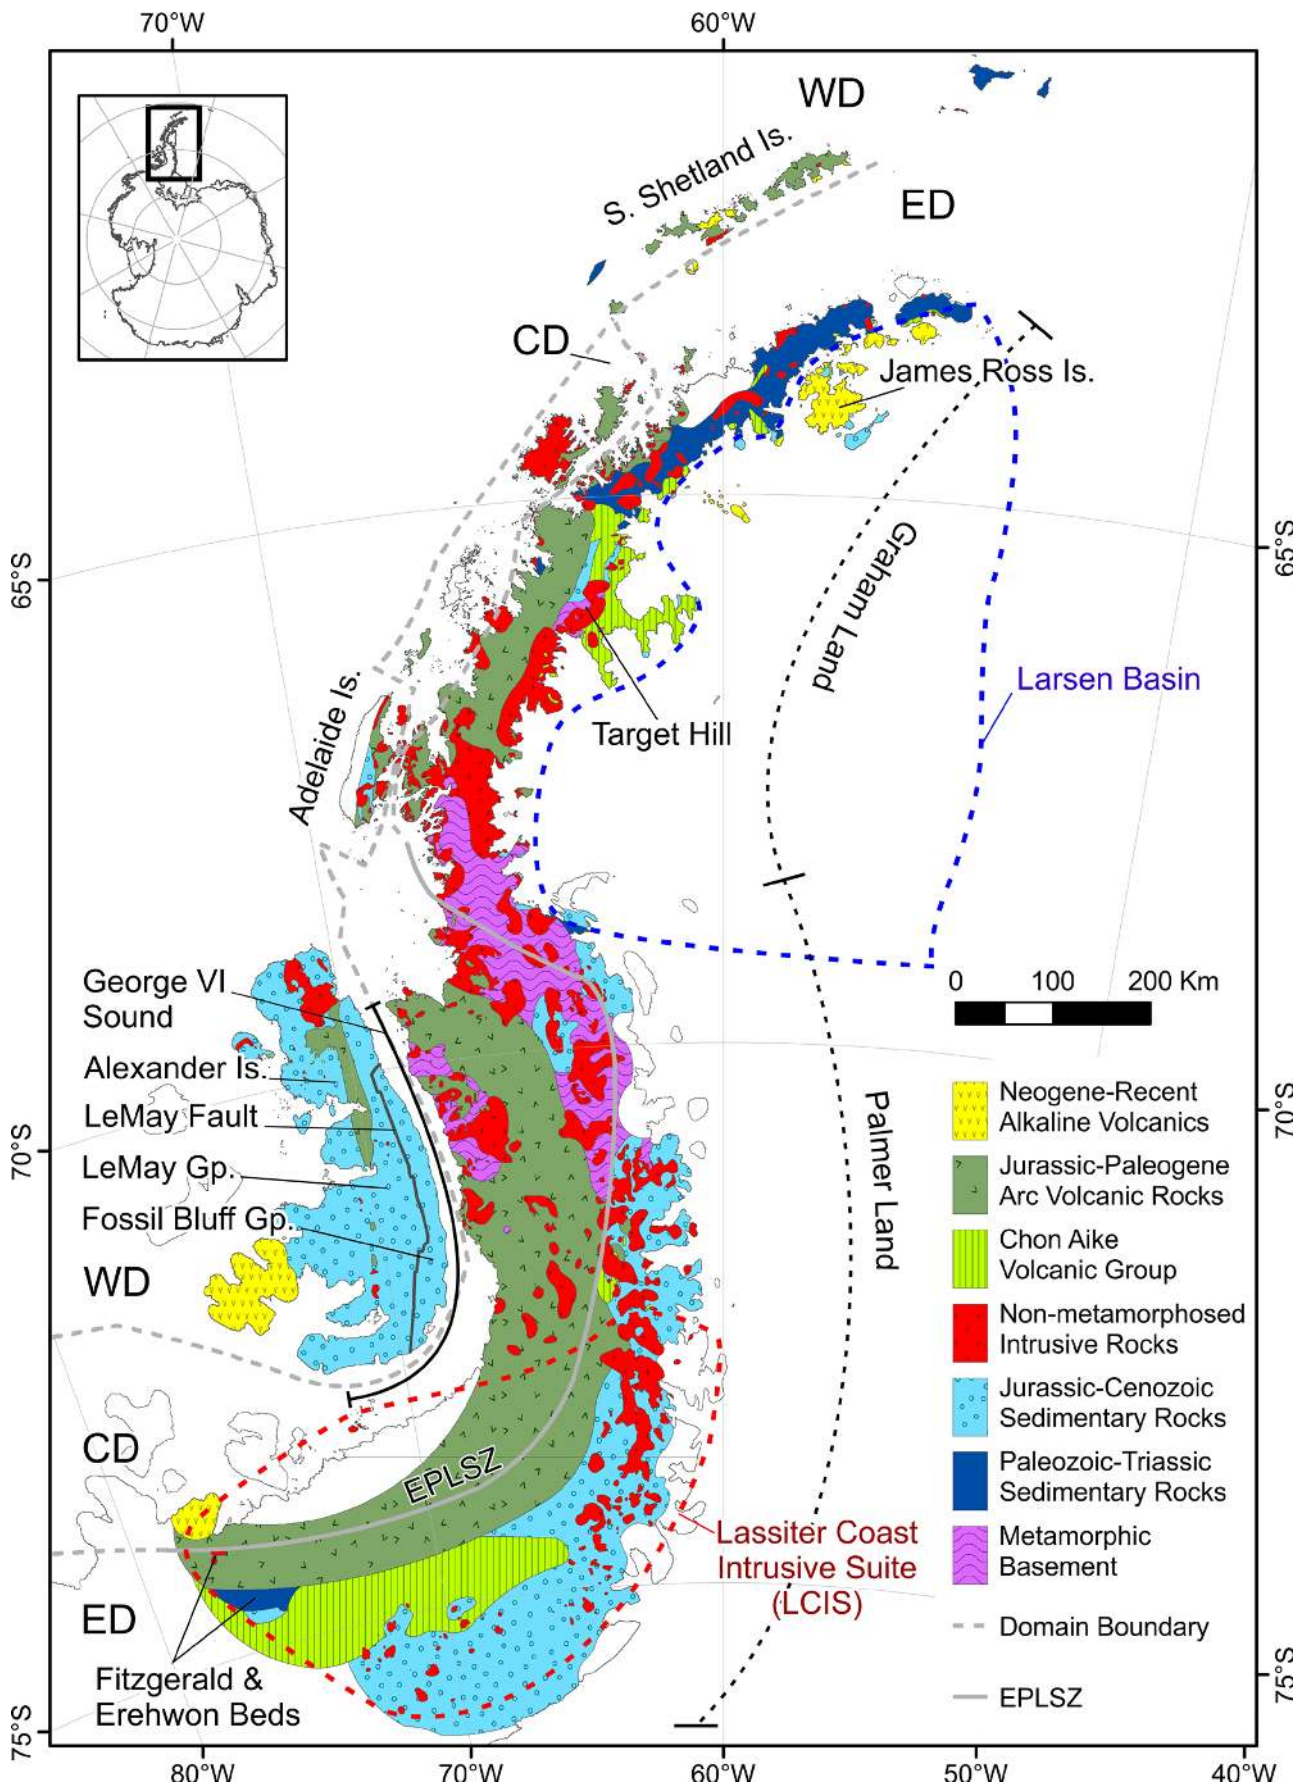 70°W
60°W
WD
S. Shetland Is.
ED
CD
James Ross Is.
65°S
65°S
Graham Land
Larsen Basin
Adelaide Is.
Target Hill
George VI
Sound
0 100 200 Km
Alexander Is.
LeMay Fault
LeMay Gp.
Fossil Bluff Gp.
WD
70°S
70°S
Palmer Land
Neogene-Recent
Alkaline Volcanics
Jurassic-Paleogene
Arc Volcanic Rocks
Chon Aike
Volcanic Group
Non-metamorphosed
Intrusive Rocks
Jurassic-Cenozoic
Sedimentary Rocks
Paleozoic-Triassic
Sedimentary Rocks
Metamorphic
Basement
Domain Boundary
EPLSZ
CD
EPLSZ
Lassiter Coast
Intrusive Suite
(LCIS)
ED
Fitzgerald &
Erehwon Beds
75°S
75°S
80°W
70°W
60°W
50°W
40°W